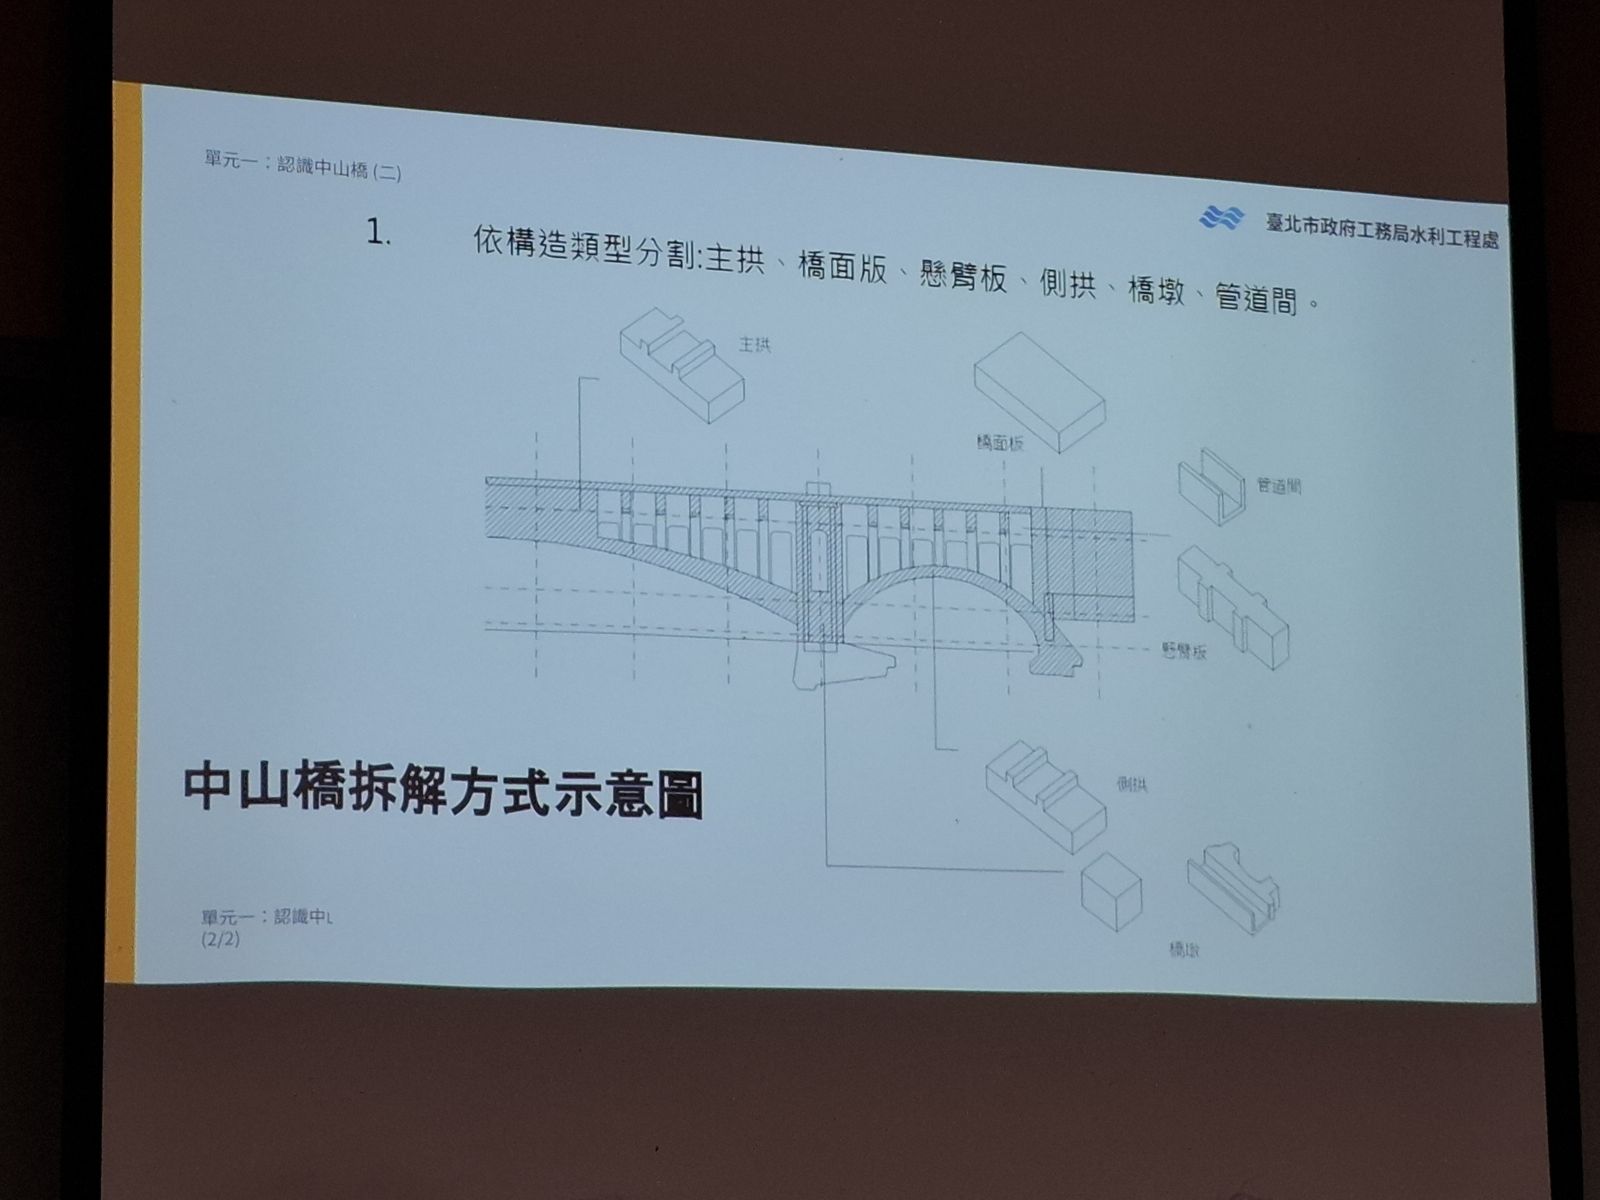 單元一：認識中山橋 (二)
臺北市政府工務局水利工程處
1. 依構造類型分割:主拱、橋面版、懸臂板、側拱、橋墩、管道間。
主拱
橋面板
管道間
懸臂板
中山橋拆解方式示意圖
側拱
橋墩
單元一：認識中
(2/2)